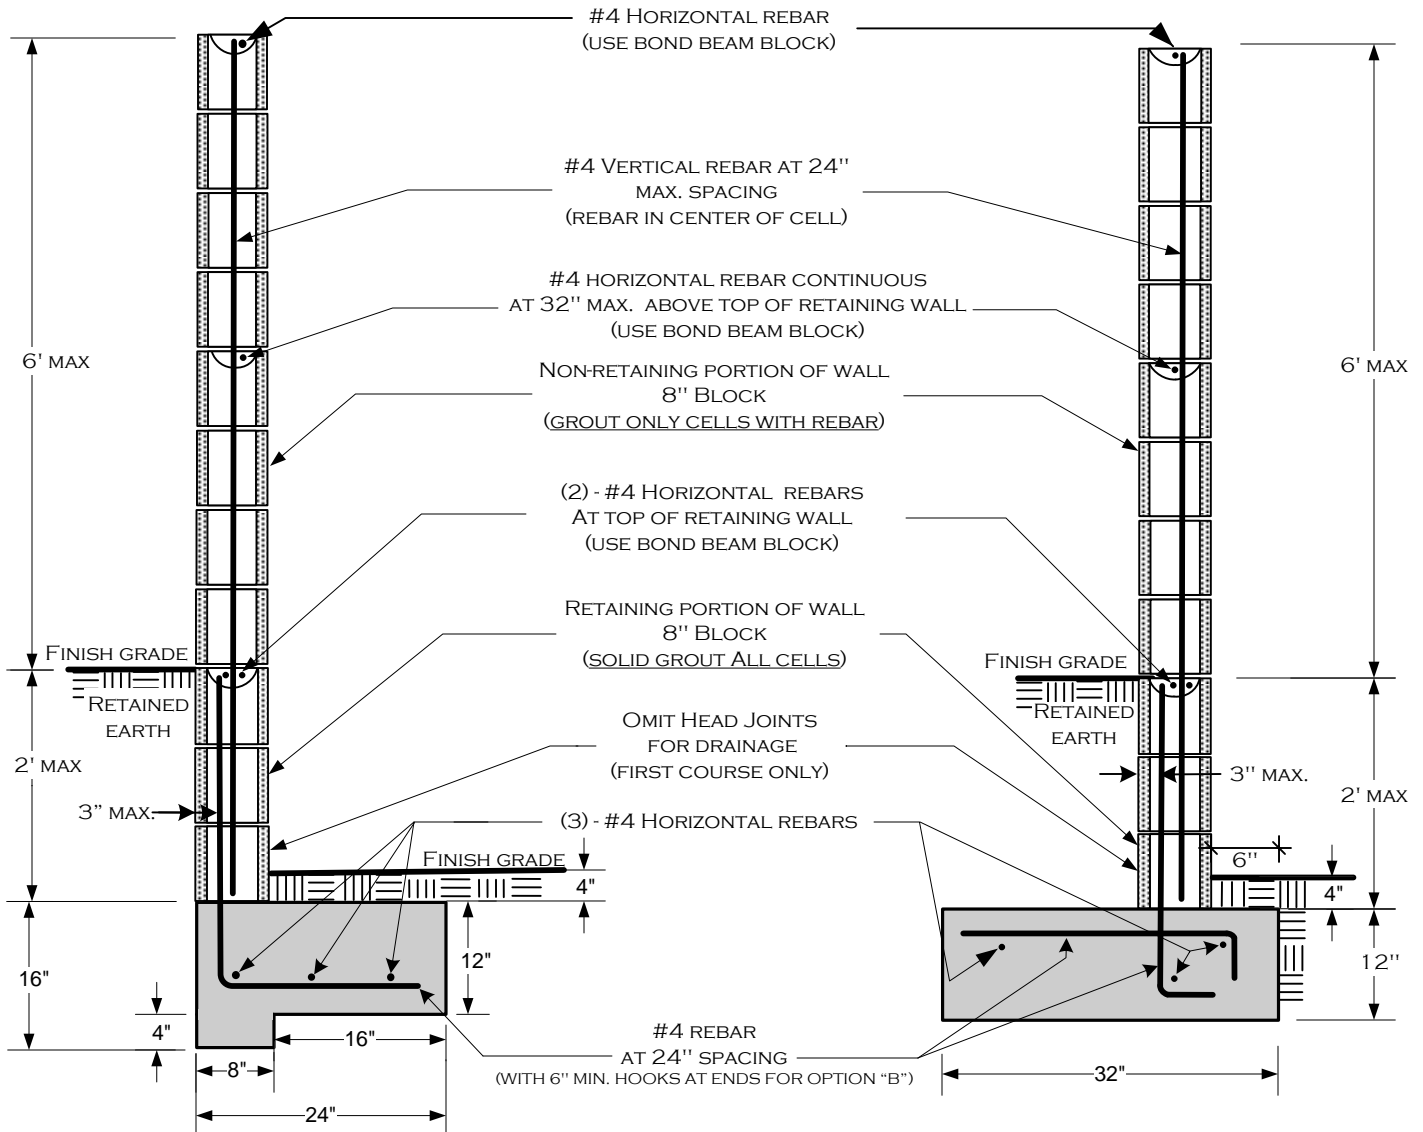 #4 HORIZONTAL REBAR
(USE BOND BEAM BLOCK)
#4 VERTICAL REBAR AT 24"
MAX. SPACING
(REBAR IN CENTER OF CELL)
#4 HORIZONTAL REBAR CONTINUOUS
AT 32" MAX. ABOVE TOP OF RETAINING WALL
(USE BOND BEAM BLOCK)
6' MAX
6' MAX
NON-RETAINING PORTION OF WALL
8" BLOCK
(GROUT ONLY CELLS WITH REBAR)
(2) - #4 HORIZONTAL REBARS
AT TOP OF RETAINING WALL
(USE BOND BEAM BLOCK)
RETAINING PORTION OF WALL
8" BLOCK
(SOLID GROUT ALL CELLS)
FINISH GRADE
RETAINED
EARTH
FINISH GRADE
RETAINED
EARTH
OMIT HEAD JOINTS
FOR DRAINAGE
(FIRST COURSE ONLY)
2' MAX
3" MAX.
3" MAX.
2' MAX
(3) - #4 HORIZONTAL REBARS
FINISH GRADE
4"
6"
4"
16"
12"
12"
4"
16"
8"
24"
#4 REBAR
AT 24" SPACING
(WITH 6" MIN. HOOKS AT ENDS FOR OPTION "B")
32"